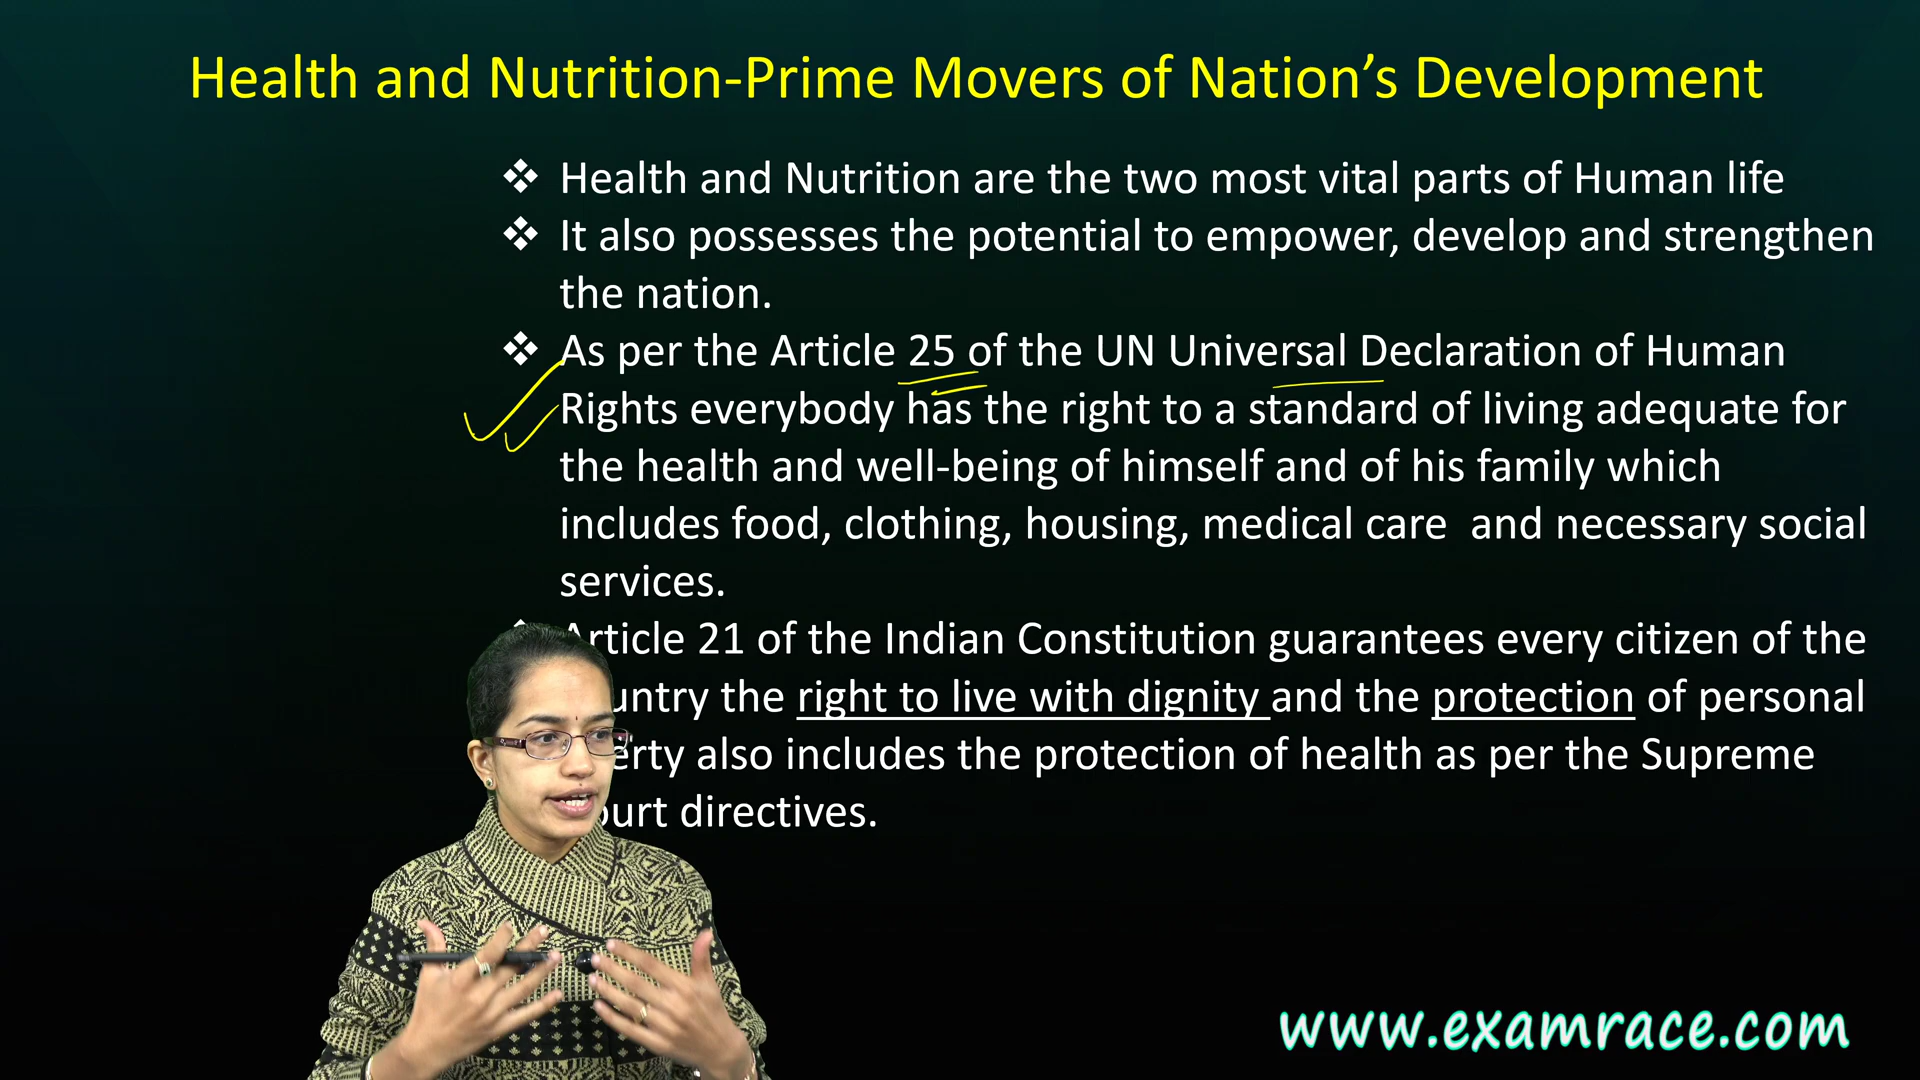 Health and Nutrition-Prime Movers of Nation’s Development
❖ Health and Nutrition are the two most vital parts of Human life
❖ It also possesses the potential to empower, develop and strengthen
the nation.
❖ As per the Article 25 of the UN Universal Declaration of Human
Rights everybody has the right to a standard of living adequate for
the health and well-being of himself and of his family which
includes food, clothing, housing, medical care and necessary social
services.
Article 21 of the Indian Constitution guarantees every citizen of the
the right to live with dignity and the protection of personal
also includes the protection of health as per the Supreme
directives.
www.examrace.com